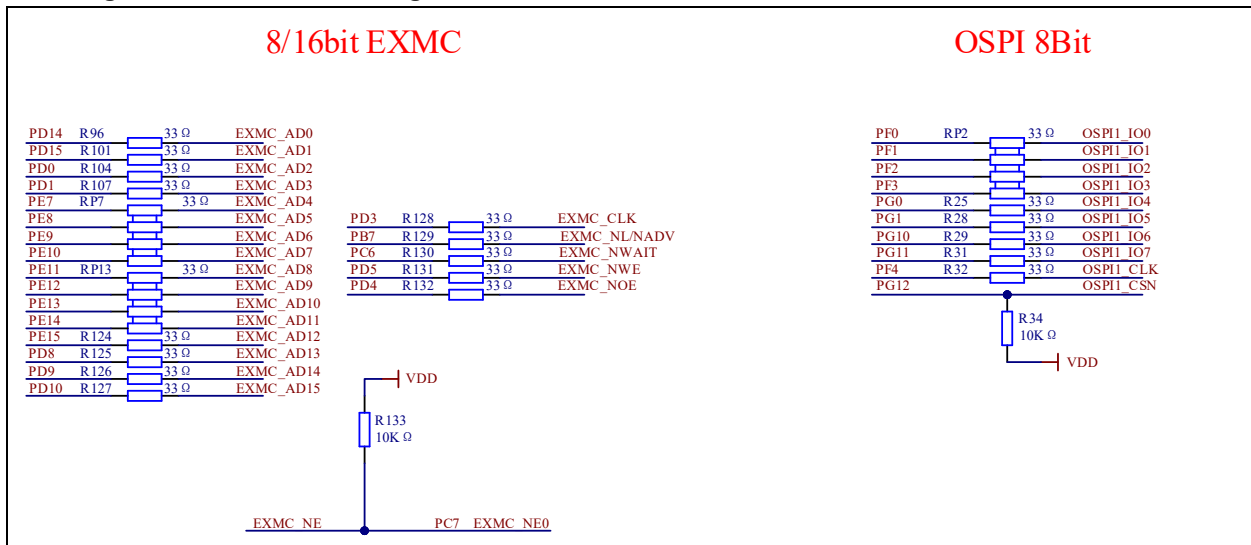 8/16bit EXMC
PD14 R96 33 Ω EXMC_AD0
PD15 R101 33 Ω EXMC_AD1
PD0 R104 33 Ω EXMC_AD2
PD1 R107 33 Ω EXMC_AD3
PE7 RP7 33 Ω EXMC_AD4
PE8 EXMC_AD5
PE9 EXMC_AD6
PE10 EXMC_AD7
PE11 RP13 33 Ω EXMC_AD8
PE12 EXMC_AD9
PE13 EXMC_AD10
PE14 EXMC_AD11
PE15 R124 33 Ω EXMC_AD12
PD8 R125 33 Ω EXMC_AD13
PD9 R126 33 Ω EXMC_AD14
PD10 R127 33 Ω EXMC_AD15
PD3 R128 33 Ω EXMC_CLK
PB7 R129 33 Ω EXMC_NL/NADV
PC6 R130 33 Ω EXMC_NWAIT
PD5 R131 33 Ω EXMC_NWE
PD4 R132 33 Ω EXMC_NOE
VDD
R133
10K Ω
EXMC_NE PC7 EXMC_NE0
OSPI 8Bit
PF0 RP2 33 Ω OSPI1_IO0
PF1 OSPI1_IO1
PF2 OSPI1_IO2
PF3 OSPI1_IO3
PG0 R25 33 Ω OSPI1_IO4
PG1 R28 33 Ω OSPI1_IO5
PG10 R29 33 Ω OSPI1_IO6
PG11 R31 33 Ω OSPI1_IO7
PF4 R32 33 Ω OSPI1_CLK
PG12 OSPI1_CSN
R34
10K Ω
VDD